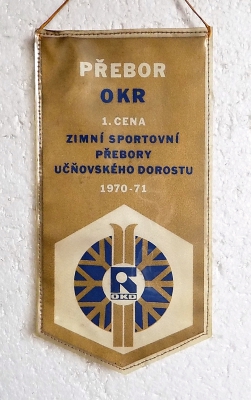 PŘEBOR
OKR
1. CENA
ZIMNÍ SPORTOVNÍ
PŘEBORY
UČŇOVSKÉHO DOROSTU
1970-71
OKD